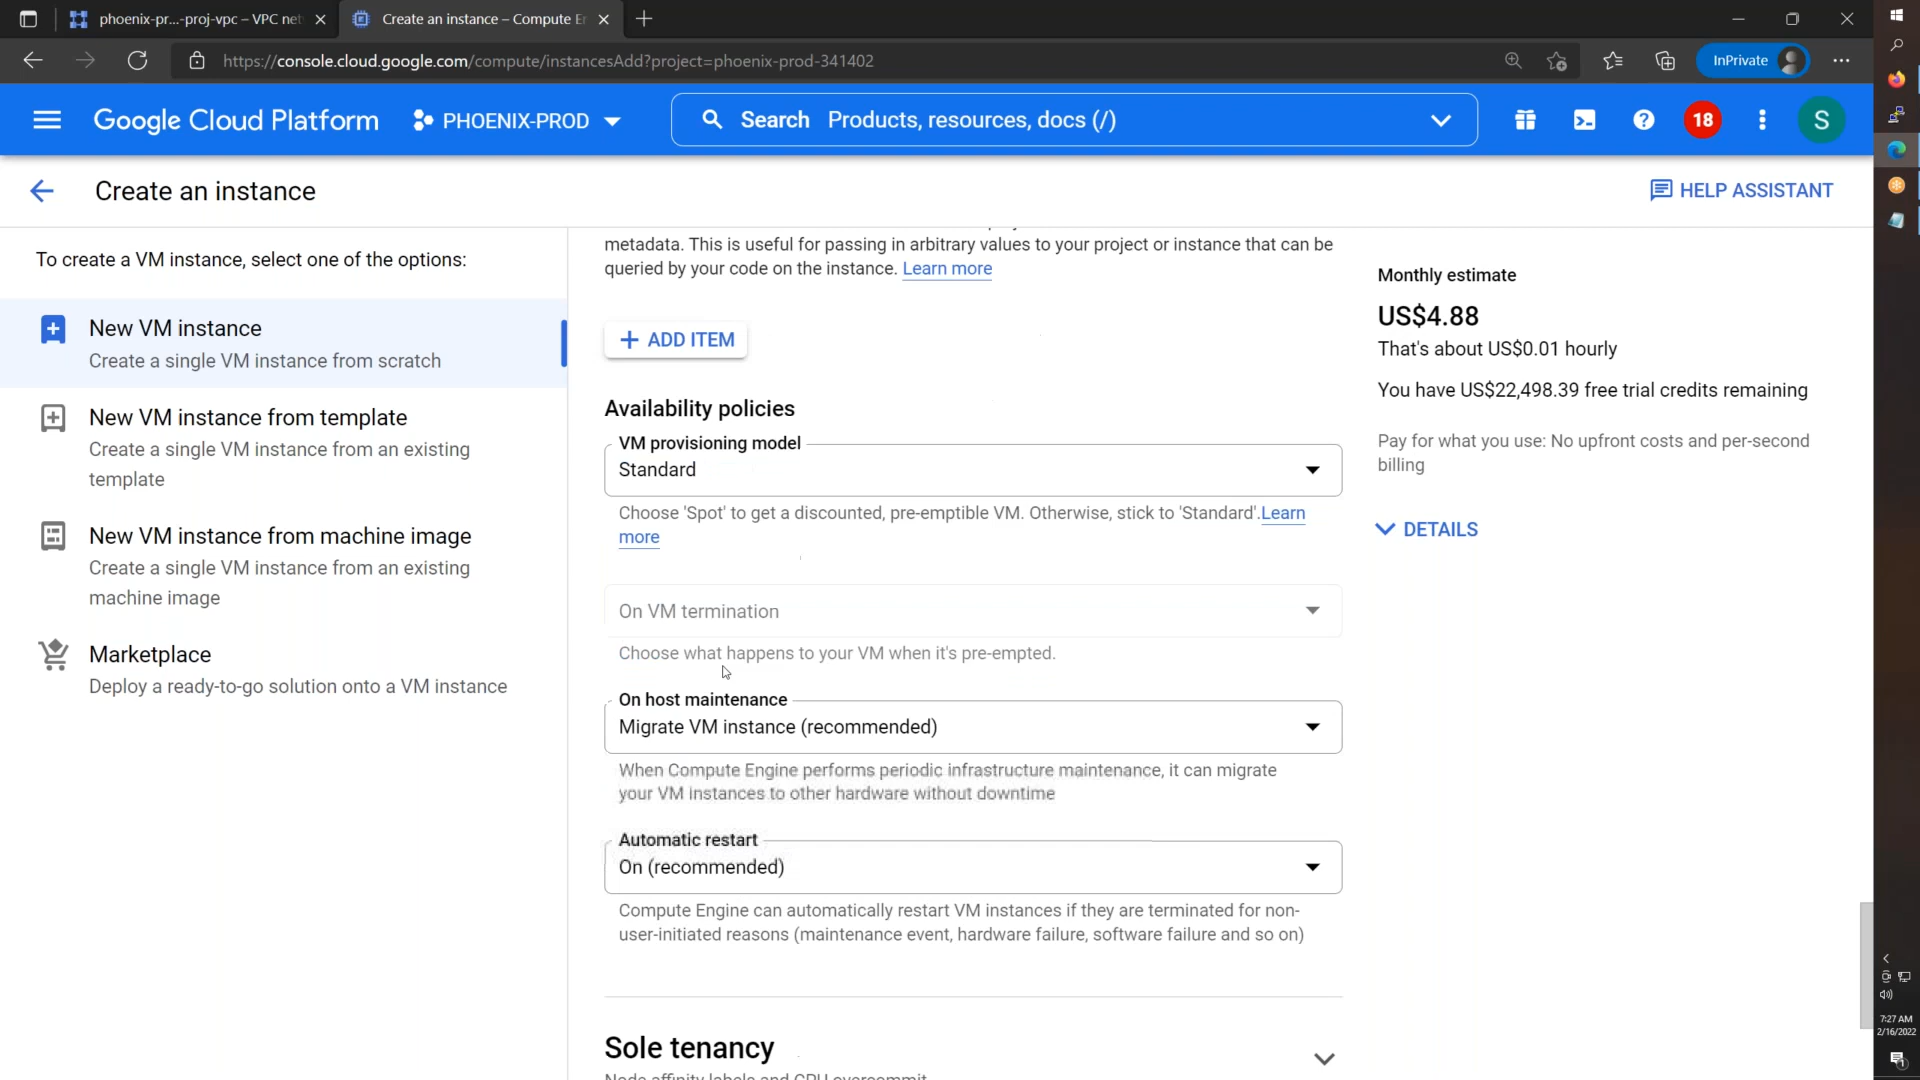 phoenix-pr...-proj-vpc – VPC net
Create an instance – Compute E
https://console.cloud.google.com/compute/instancesAdd?project=phoenix-prod-341402
InPrivate
Google Cloud Platform
PHOENIX-PROD
Search Products, resources, docs (/)
18
S
Create an instance
HELP ASSISTANT
To create a VM instance, select one of the options:
New VM instance
Create a single VM instance from scratch
New VM instance from template
Create a single VM instance from an existing
template
New VM instance from machine image
Create a single VM instance from an existing
machine image
Marketplace
Deploy a ready-to-go solution onto a VM instance
metadata. This is useful for passing in arbitrary values to your project or instance that can be
queried by your code on the instance. Learn more
+ ADD ITEM
Availability policies
VM provisioning model
Standard
Choose 'Spot' to get a discounted, pre-emptible VM. Otherwise, stick to 'Standard'.Learn
more
On VM termination
Choose what happens to your VM when it's pre-empted.
On host maintenance
Migrate VM instance (recommended)
When Compute Engine performs periodic infrastructure maintenance, it can migrate
your VM instances to other hardware without downtime
Automatic restart
On (recommended)
Compute Engine can automatically restart VM instances if they are terminated for non-
user-initiated reasons (maintenance event, hardware failure, software failure and so on)
Sole tenancy
Node affinity labels and CPU overcommit
Monthly estimate
US$4.88
That's about US$0.01 hourly
You have US$22,498.39 free trial credits remaining
Pay for what you use: No upfront costs and per-second
billing
DETAILS
7:27 AM
2/16/2022